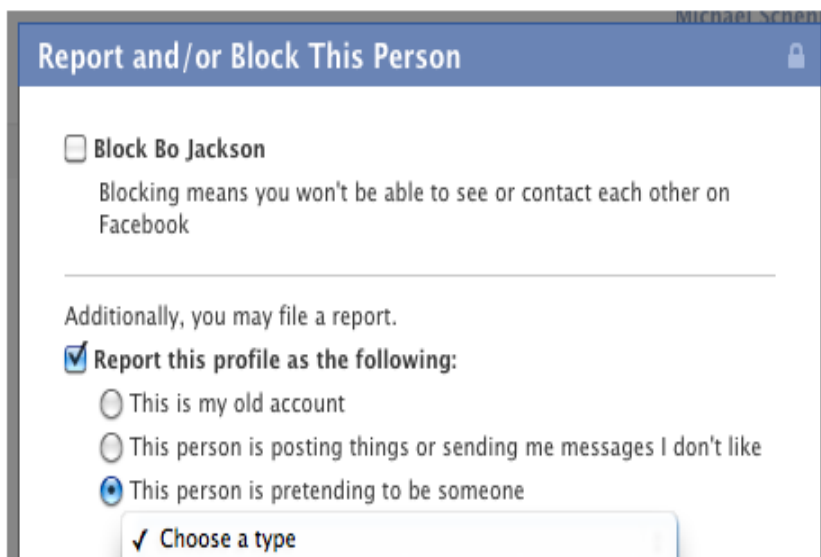 Michael Schen
Report and/or Block This Person
Block Bo Jackson
Blocking means you won't be able to see or contact each other on
Facebook
Additionally, you may file a report.
Report this profile as the following:
This is my old account
This person is posting things or sending me messages I don't like
This person is pretending to be someone
✓ Choose a type